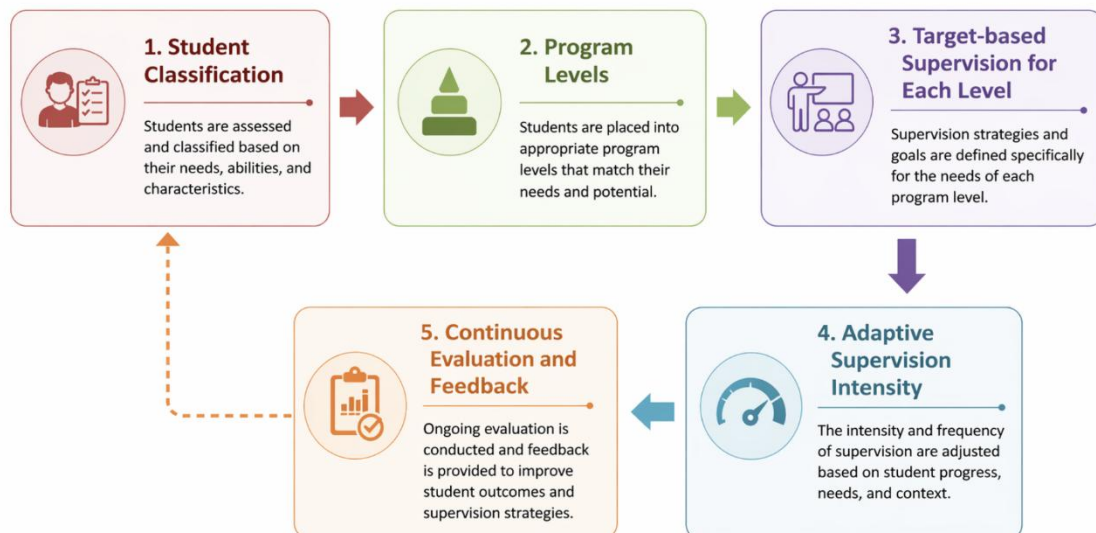 1. Student
Classification
Students are assessed
and classified based on
their needs, abilities, and
characteristics.
2. Program
Levels
Students are placed into
appropriate program
levels that match their
needs and potential.
3. Target-based
Supervision for
Each Level
Supervision strategies and
goals are defined specifically
for the needs of each
program level.
4. Adaptive
Supervision
Intensity
The intensity and frequency
of supervision are adjusted
based on student progress,
needs, and context.
5. Continuous
Evaluation and
Feedback
Ongoing evaluation is
conducted and feedback
is provided to improve
student outcomes and
supervision strategies.